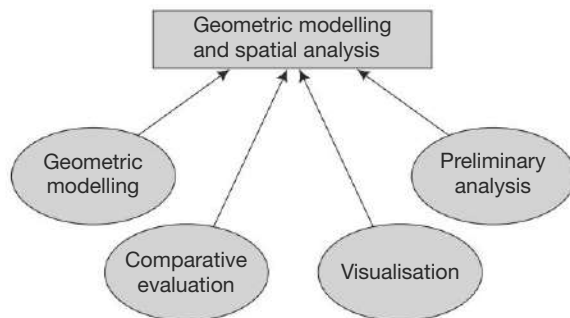 Geometric modelling
and spatial analysis
Geometric
modelling
Preliminary
analysis
Comparative
evaluation
Visualisation